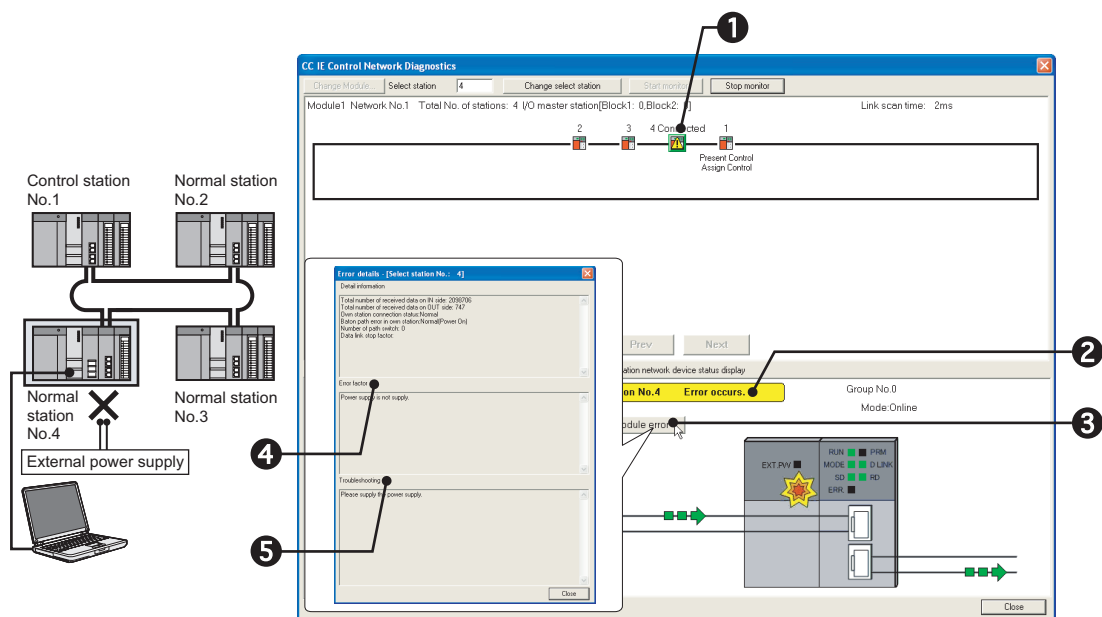 1
CC IE Control Network Diagnostics
Change Module... Select station 4 Change select station Start monitor Stop monitor
Module1 Network No.1 Total No. of stations: 4 I/O master station[Block1: 0,Block2: 0] Link scan time: 2ms
2 3 4 Connected 1
Present Control
Assign Control
Control station
No.1
Normal station
No.2
Normal
station
No.4
Normal station
No.3
External power supply
Error details - [Select station No.: 4]
Detail information
Total number of received data on IN side: 2098706
Total number of received data on OUT side: 747
Own station connection status:Normal
Baton path error in own station:Normal(Power On)
Number of path switch: 0
Data link stop factor:
Error factor
Power supply is not supply.
4
Troubleshooting
Please supply the power supply.
5
Close
Prev Next
ation network device status display
2
on No.4 Error occurs.
Group No.0
Mode:Online
odule error
3
EXT.PW
RUN PRM
MODE D LINK
SD RD
ERR.
Close